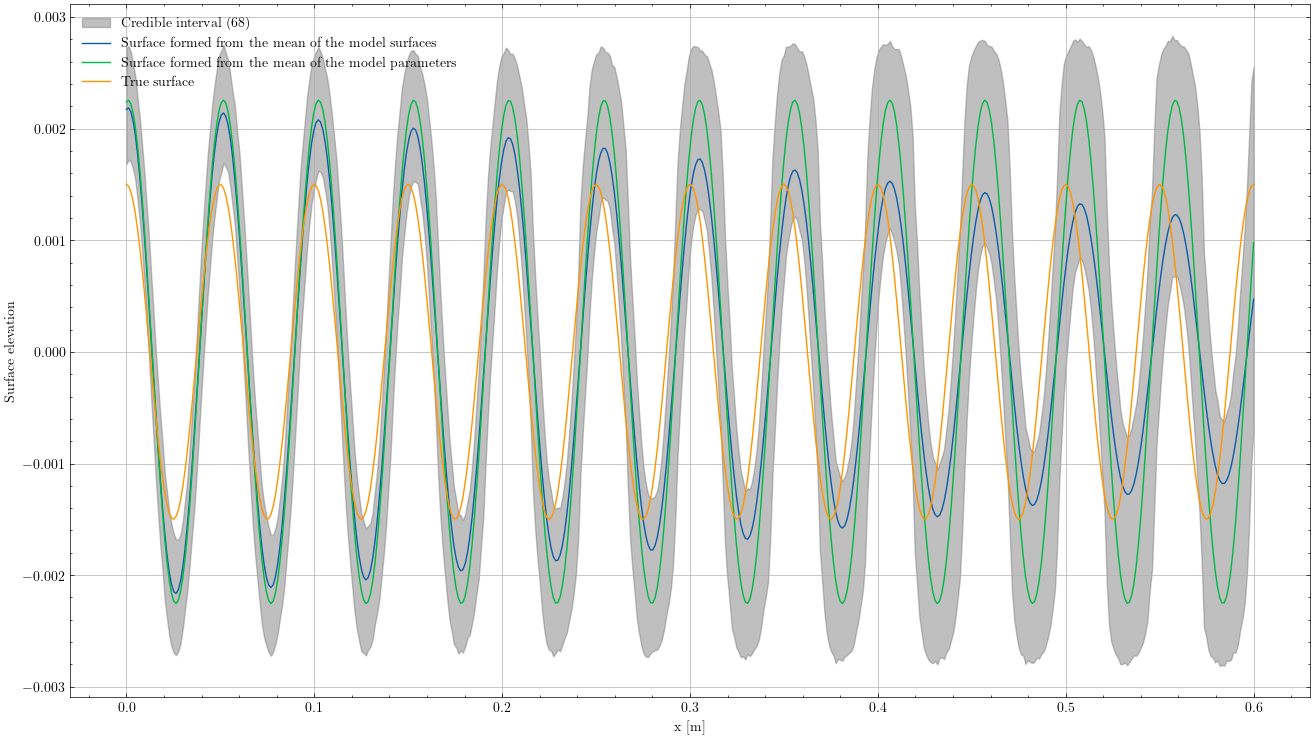 Credible interval (68)
Surface formed from the mean of the model surfaces
Surface formed from the mean of the model parameters
True surface
0.003
0.002
0.001
0.000
−0.001
−0.002
−0.003
Surface elevation
0.0 0.1 0.2 0.3 0.4 0.5 0.6
x [m]